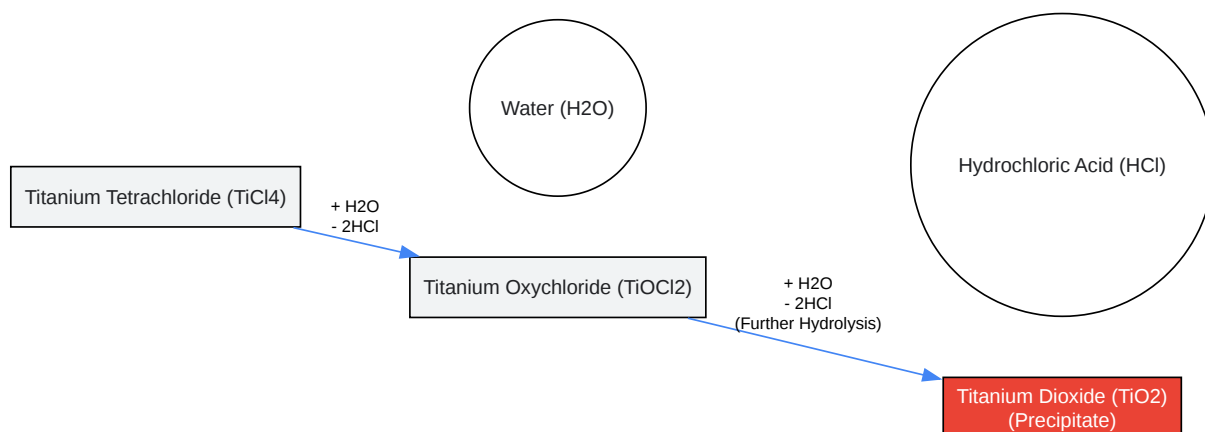 Water (H2O)
Hydrochloric Acid (HCl)
Titanium Tetrachloride (TiCl4)
+ H2O
- 2HCl
Titanium Oxychloride (TiOCl2)
+ H2O
- 2HCl
(Further Hydrolysis)
Titanium Dioxide (TiO2)
(Precipitate)